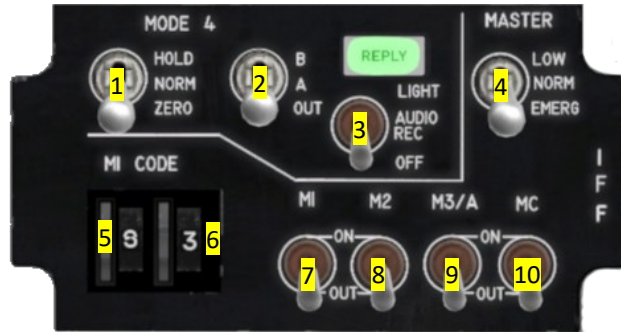 MODE 4
MASTER
HOLD
NORM
ZERO
1
B
A
OUT
2
REPLY
LIGHT
AUDIO
REC
OFF
3
LOW
NORM
EMERG
4
MI CODE
5
3 6
MI M2 M3/A MC
ON ON
7 8 9 10
OUT OUT
I
F
F